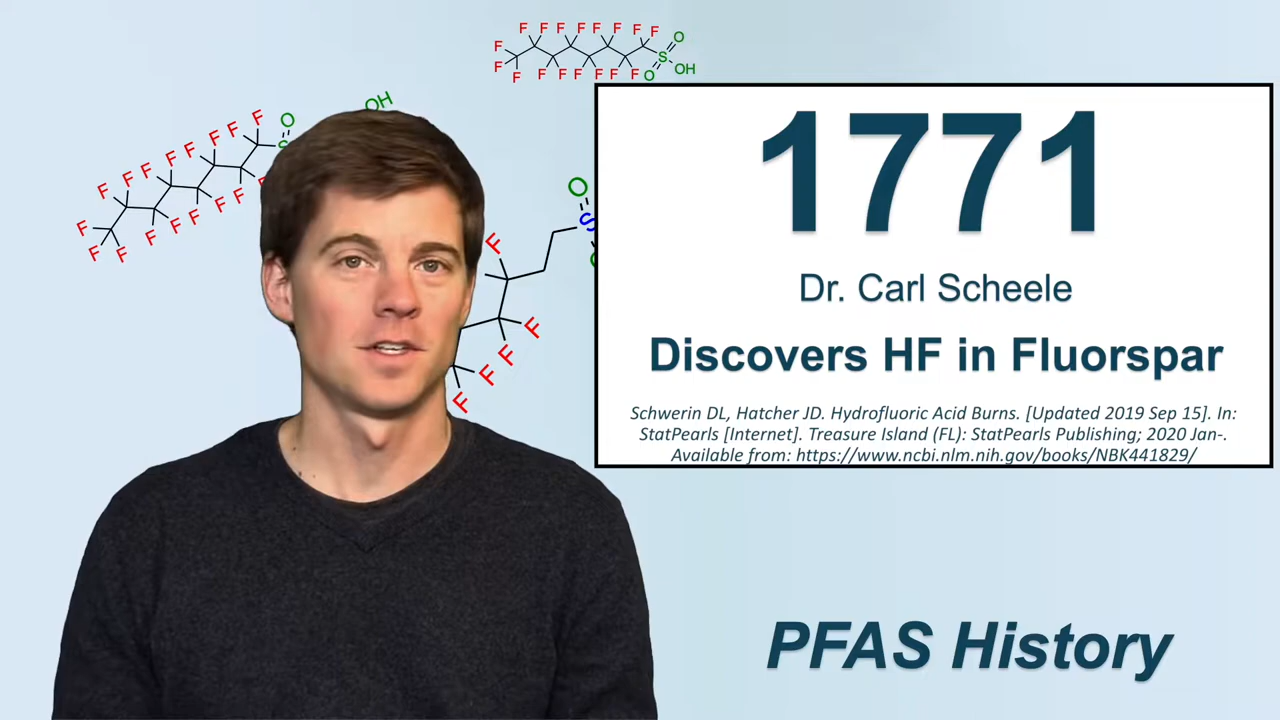 1771
Dr. Carl Scheele
Discovers HF in Fluorspar
Schwerin DL, Hatcher JD. Hydrofluoric Acid Burns. [Updated 2019 Sep 15]. In:
StatPearls [Internet]. Treasure Island (FL): StatPearls Publishing; 2020 Jan-.
Available from: https://www.ncbi.nlm.nih.gov/books/NBK441829/
PFAS History